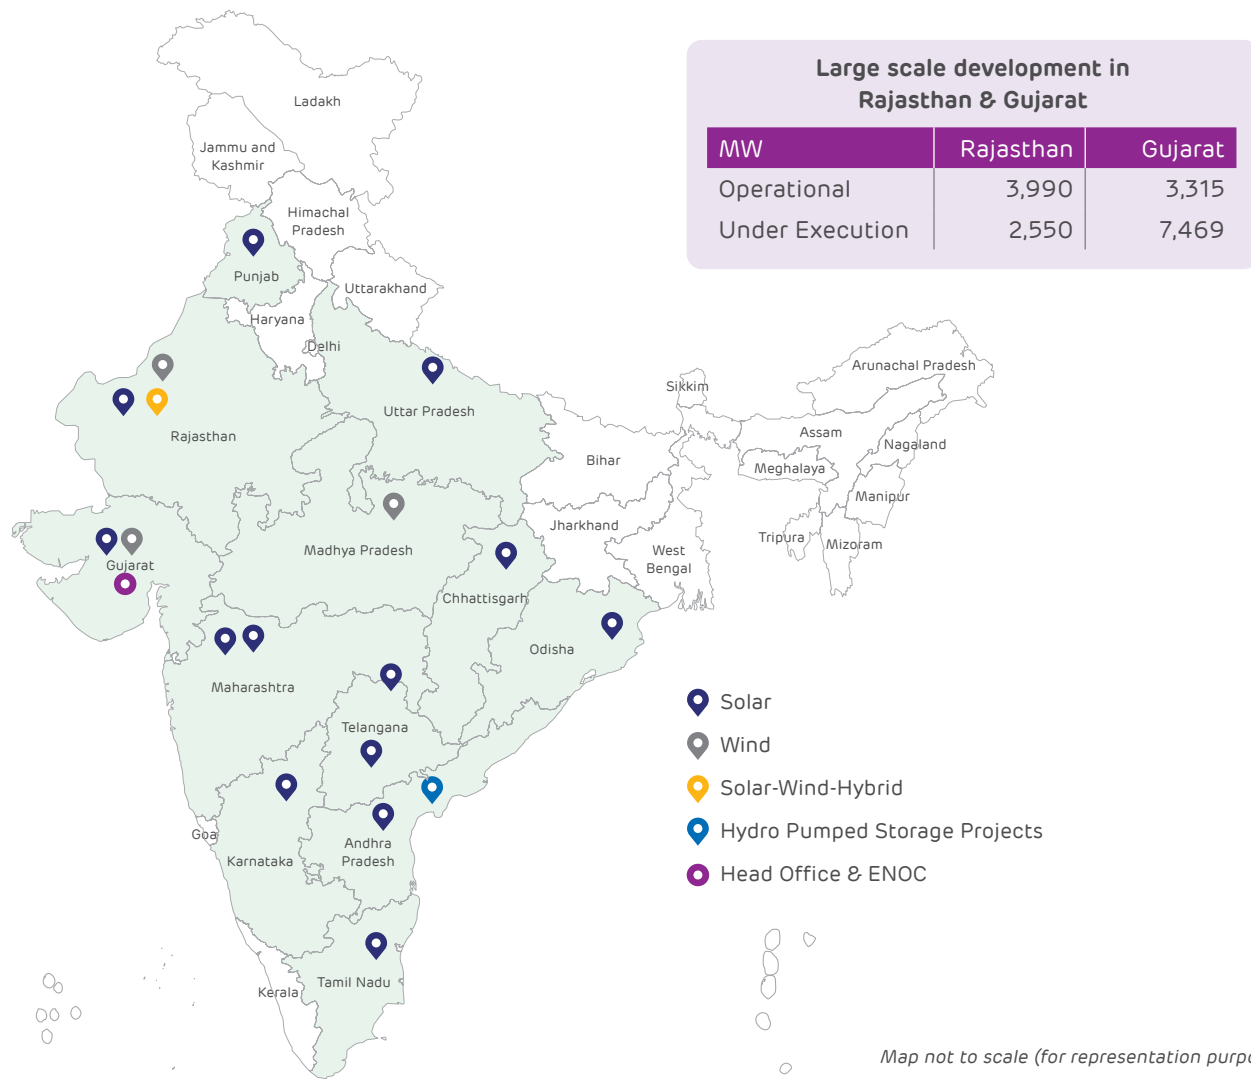 Large scale development in
Rajasthan & Gujarat
MW Rajasthan Gujarat
Operational 3,990 3,315
Under Execution 2,550 7,469
Ladakh
Jammu and
Kashmir
Himachal
Pradesh
Punjab
Uttarakhand
Haryana
Delhi
Arunachal Pradesh
Sikkim
Uttar Pradesh
Rajasthan
Assam
Nagaland
Bihar
Meghalaya
Manipur
Jharkhand
Tripura
Mizoram
Madhya Pradesh
West
Bengal
Gujarat
Chhattisgarh
Odisha
Maharashtra
Telangana
Goa
Karnataka
Andhra
Pradesh
Tamil Nadu
Kerala
Solar
Wind
Solar-Wind-Hybrid
Hydro Pumped Storage Projects
Head Office & ENOC
Map not to scale (for representation